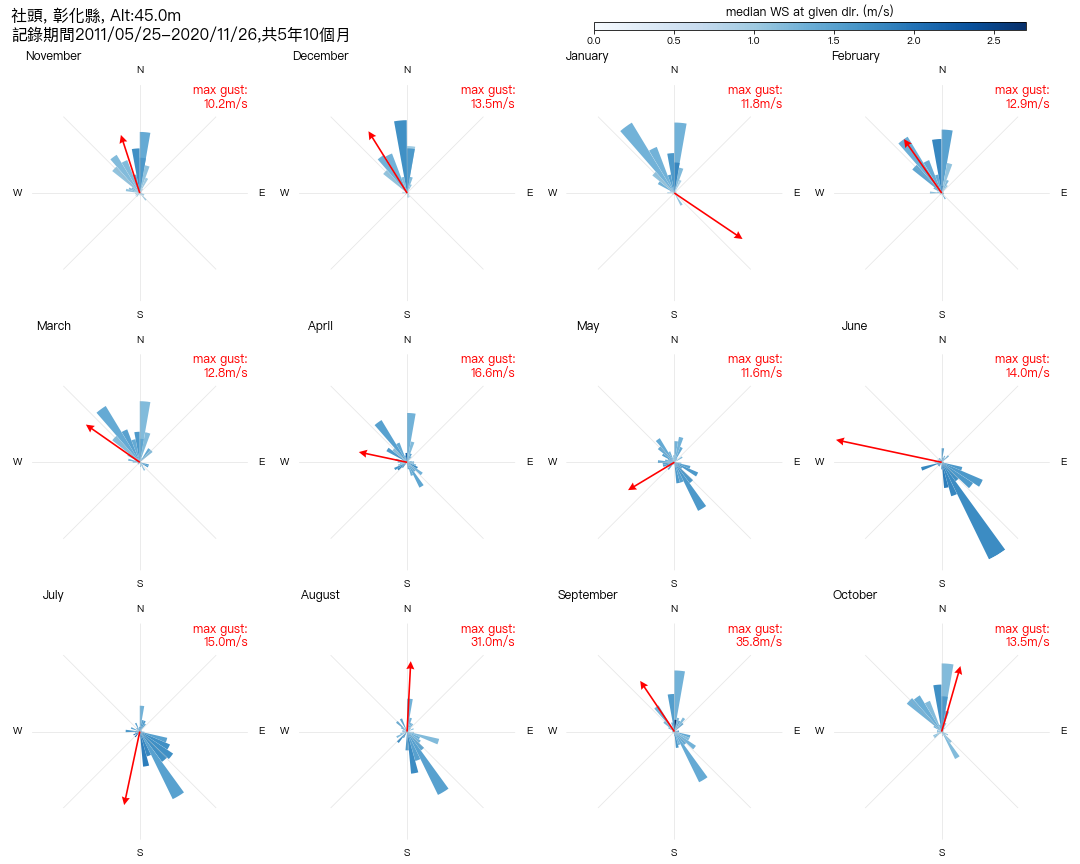 社頭, 彰化縣, Alt:45.0m
記錄期間2011/05/25–2020/11/26,共5年10個月
median WS at given dir. (m/s)
0.0 0.5 1.0 1.5 2.0 2.5
November December January February
N N N N
max gust: max gust: max gust: max gust:
10.2m/s 13.5m/s 11.8m/s 12.9m/s
W E W E W E W E
S S S S
March April May June
N N N N
max gust: max gust: max gust: max gust:
12.8m/s 16.6m/s 11.6m/s 14.0m/s
W E W E W E W E
S S S S
July August September October
N N N N
max gust: max gust: max gust: max gust:
15.0m/s 31.0m/s 35.8m/s 13.5m/s
W E W E W E W E
S S S S